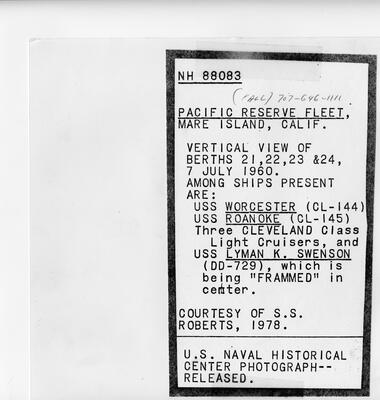 NH 88083
(FALL) 707-646-1111
PACIFIC RESERVE FLEET,
MARE ISLAND, CALIF.
VERTICAL VIEW OF
BERTHS 21,22,23 &24,
7 JULY 1960.
AMONG SHIPS PRESENT
ARE:
USS WORCESTER (CL-144)
USS ROANOKE (CL-145)
Three CLEVELAND Class
Light Cruisers, and
USS LYMAN K. SWENSON
(DD-729), which is
being "FRAMMED" in
center.
COURTESY OF S.S.
ROBERTS, 1978.
U.S. NAVAL HISTORICAL
CENTER PHOTOGRAPH--
RELEASED.